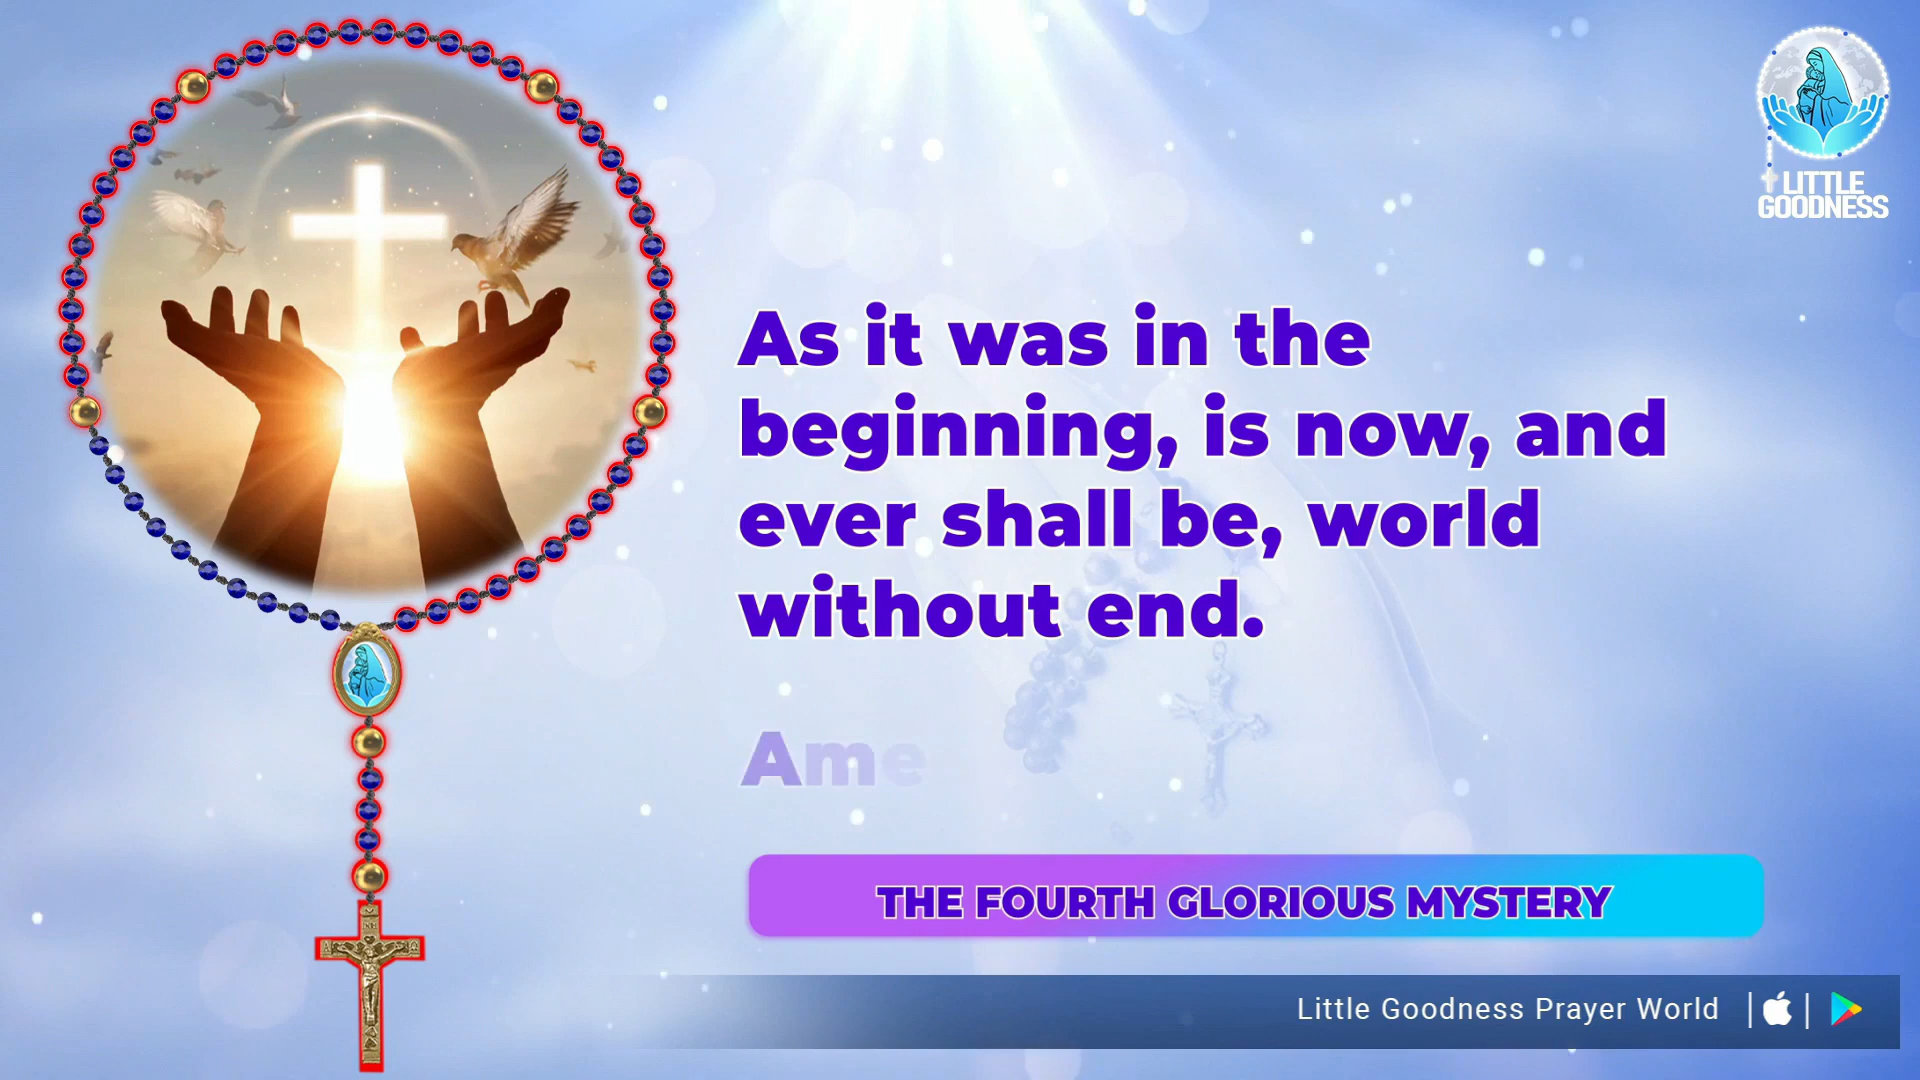 LITTLE
GOODNESS
As it was in the
beginning, is now, and
ever shall be, world
without end.
Ame
THE FOURTH GLORIOUS MYSTERY
Little Goodness Prayer World